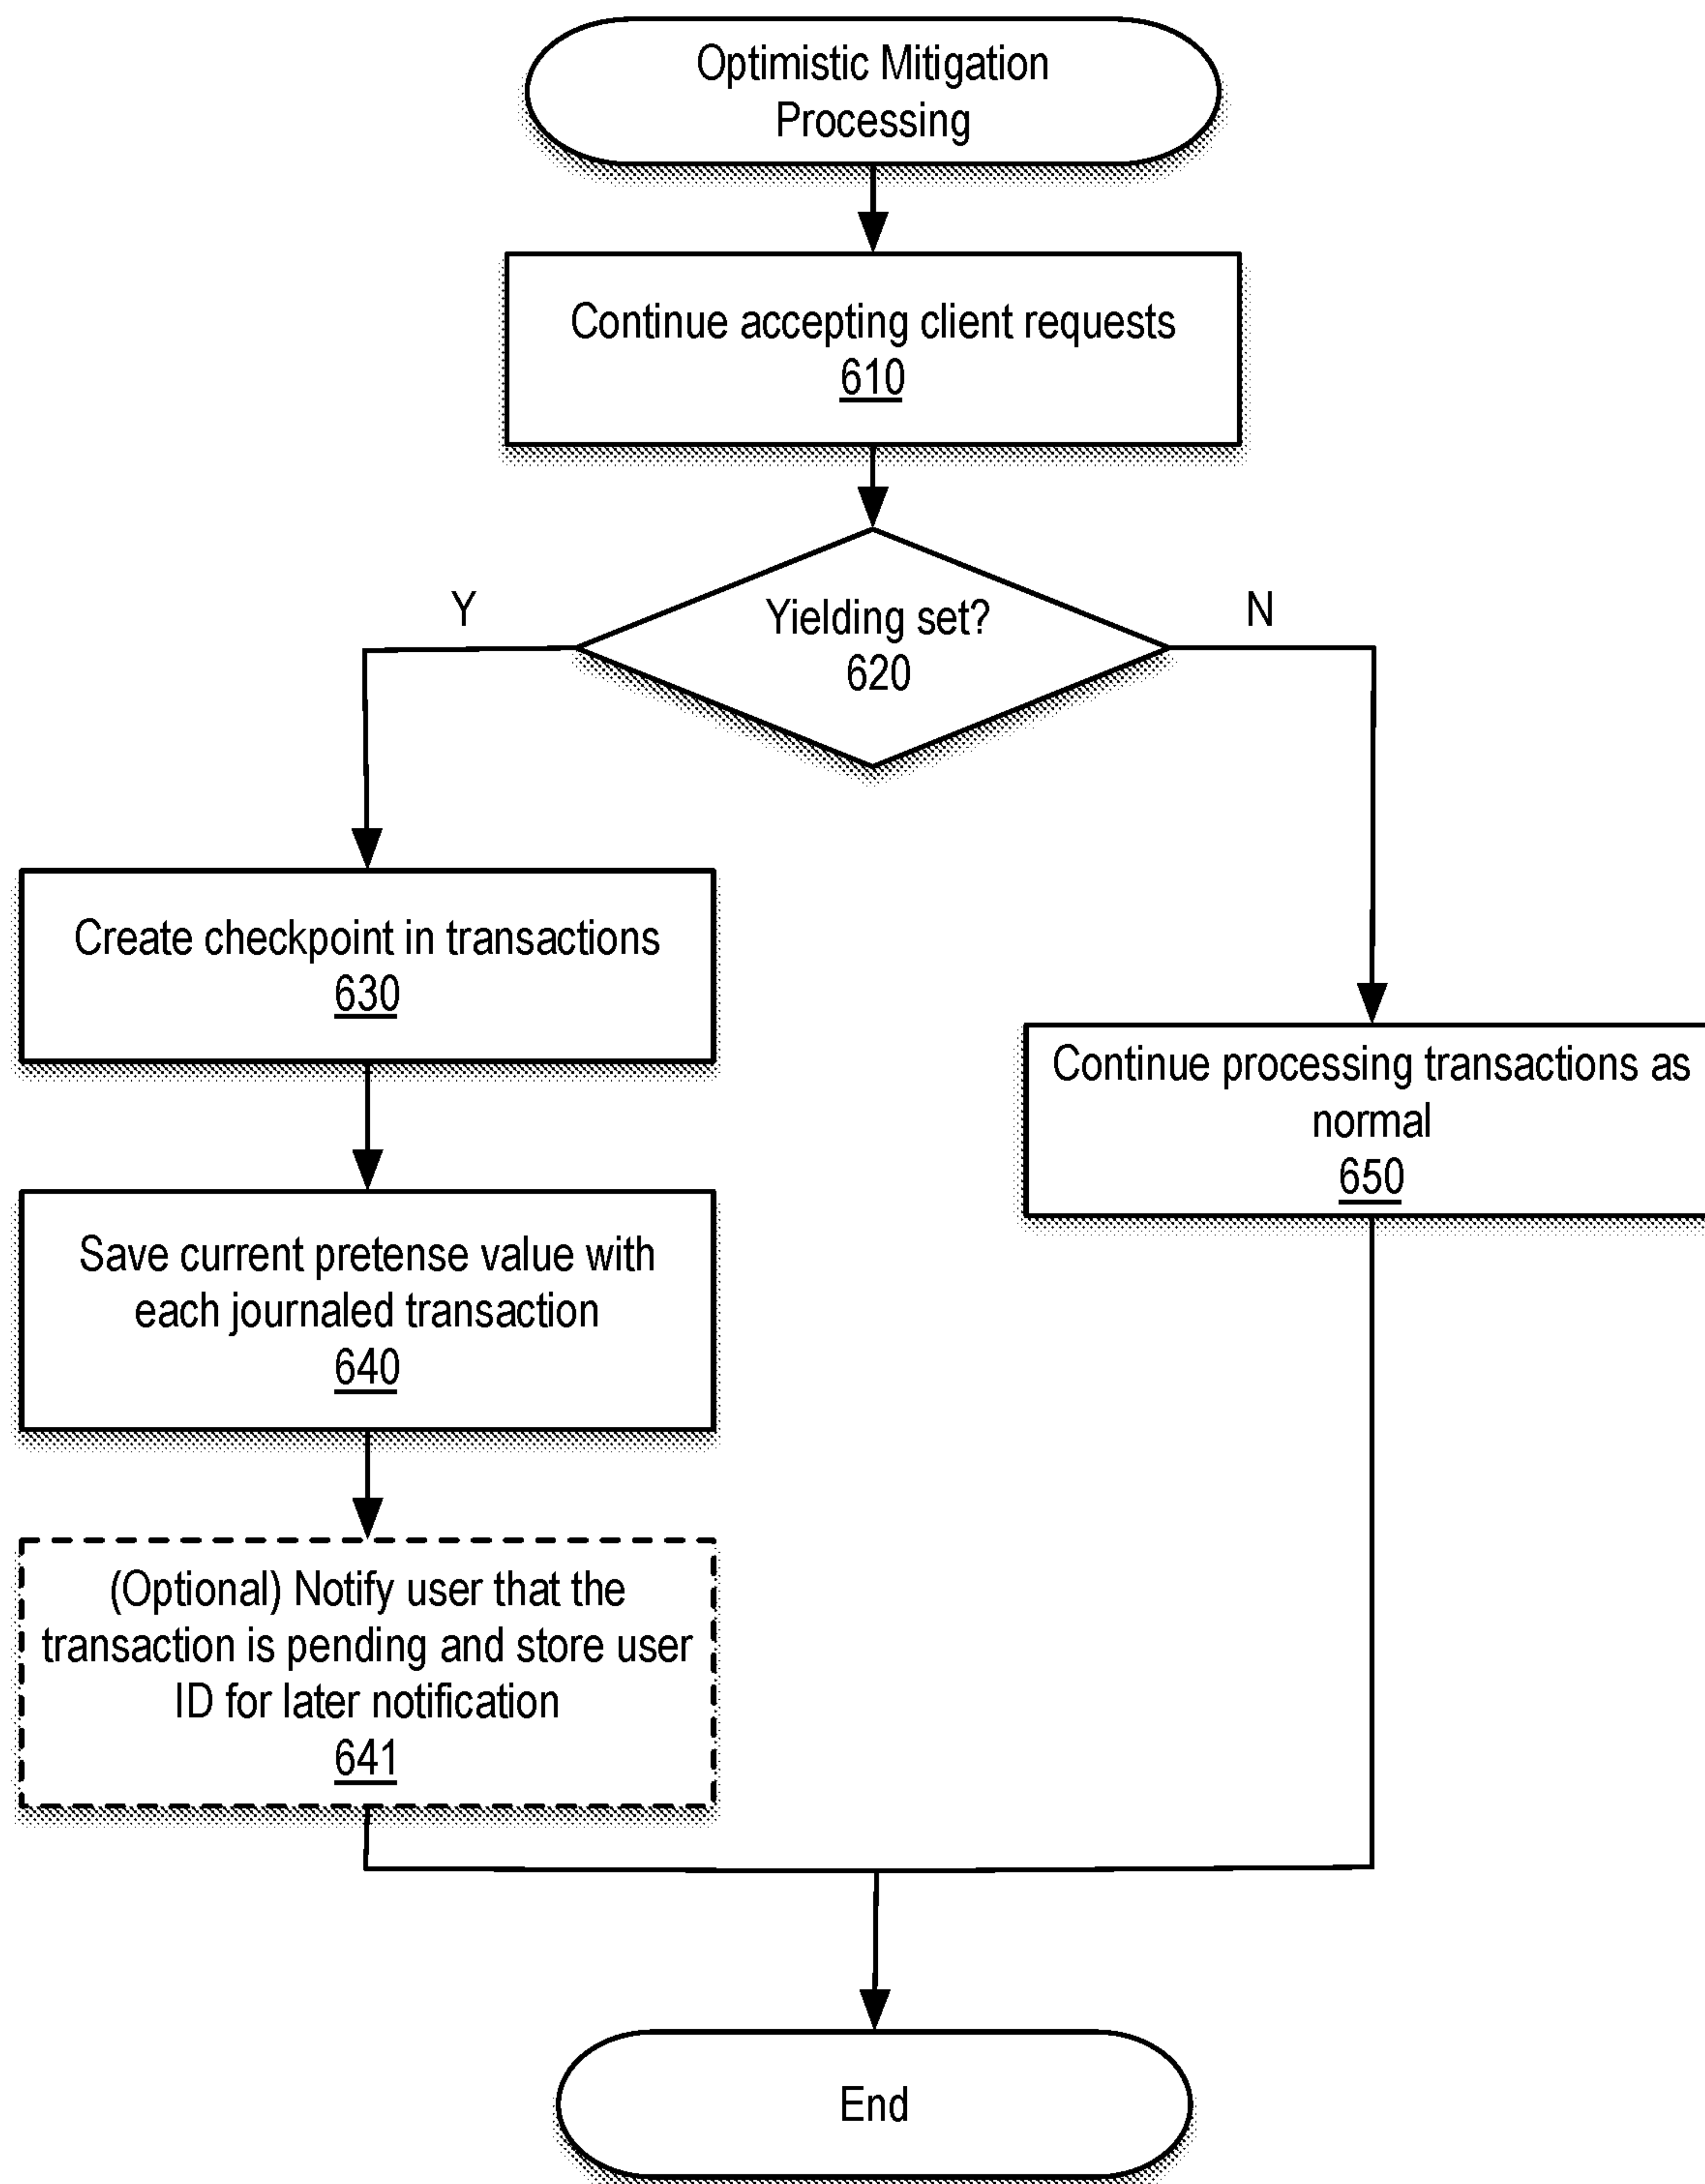 Optimistic Mitigation
Processing
Continue accepting client requests
610
Yielding set?
620
Y
N
Create checkpoint in transactions
630
Continue processing transactions as
normal
650
Save current pretense value with
each journaled transaction
640
(Optional) Notify user that the
transaction is pending and store user
ID for later notification
641
End